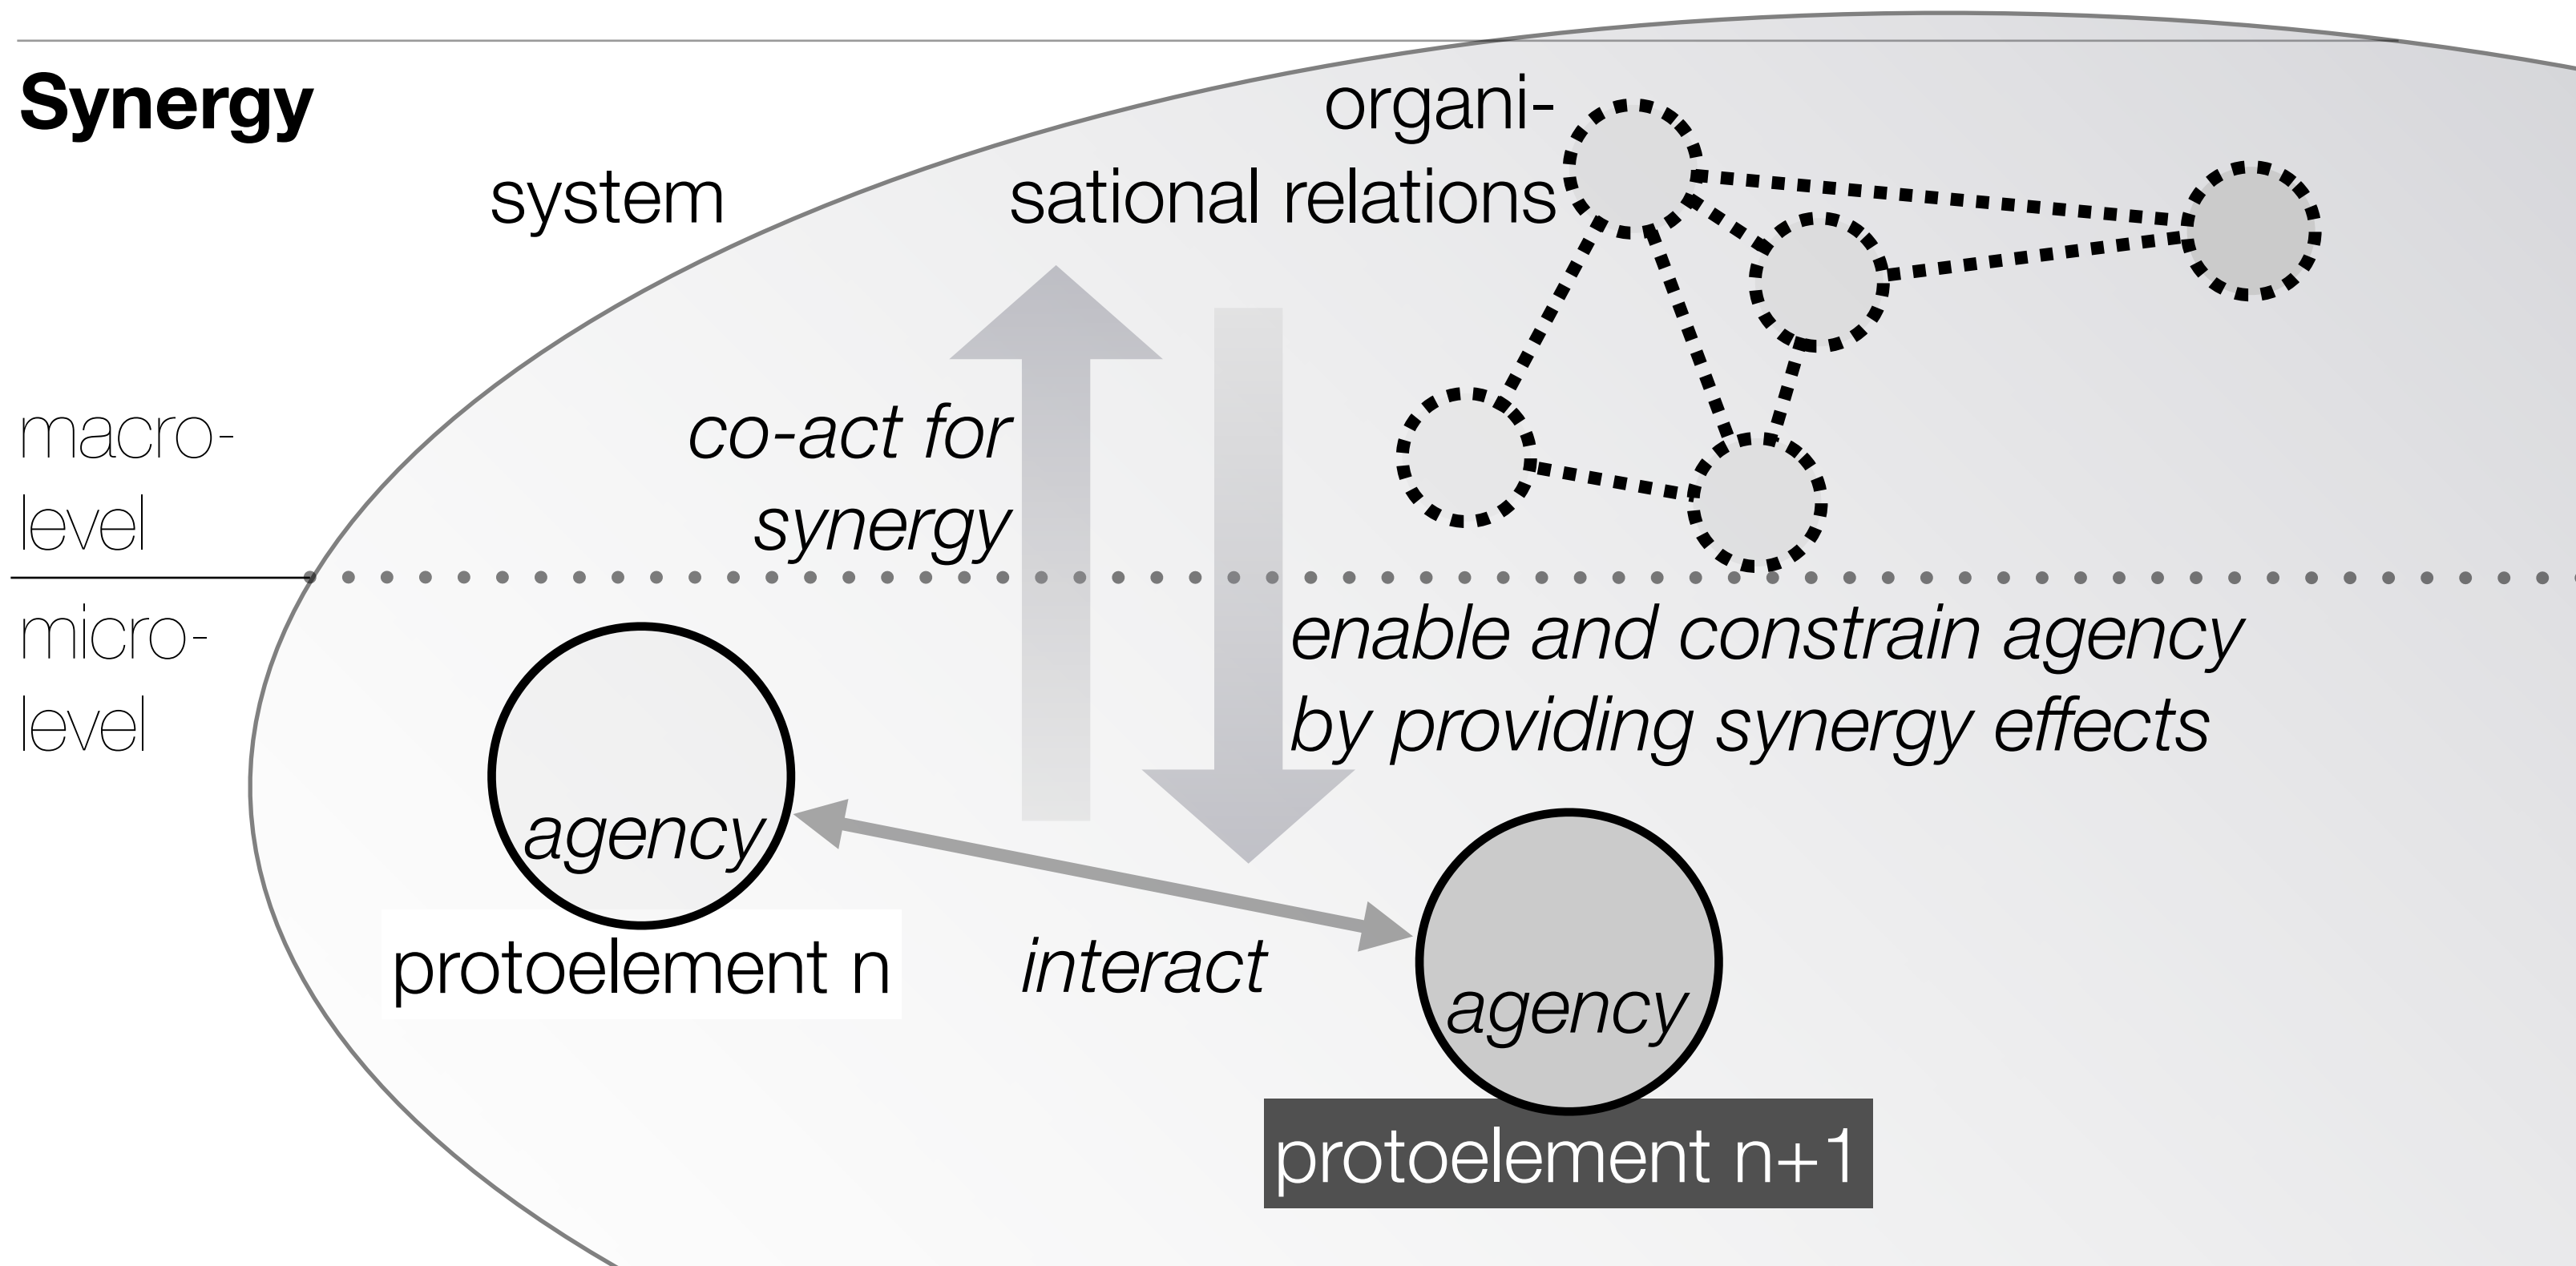 Synergy
organi-
system
sational relations
macro-
level
co-act for
synergy
micro-
level
enable and constrain agency
by providing synergy effects
agency
protoelement n
interact
agency
protoelement n+1